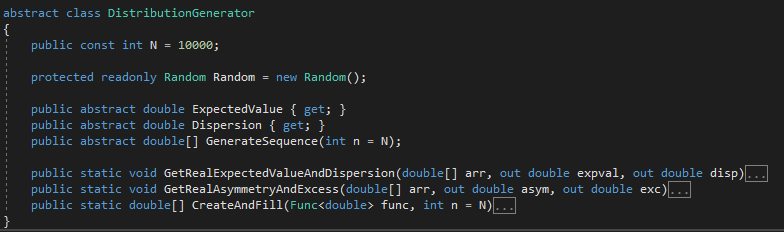 abstract class DistributionGenerator
{
public const int N = 10000;
protected readonly Random Random = new Random();
public abstract double ExpectedValue { get; }
public abstract double Dispersion { get; }
public abstract double[] GenerateSequence(int n = N);
public static void GetRealExpectedValueAndDispersion(double[] arr, out double expval, out double disp)...
public static void GetRealAsymmetryAndExcess(double[] arr, out double asym, out double exc)...
public static double[] CreateAndFill(Func<double> func, int n = N)...
}